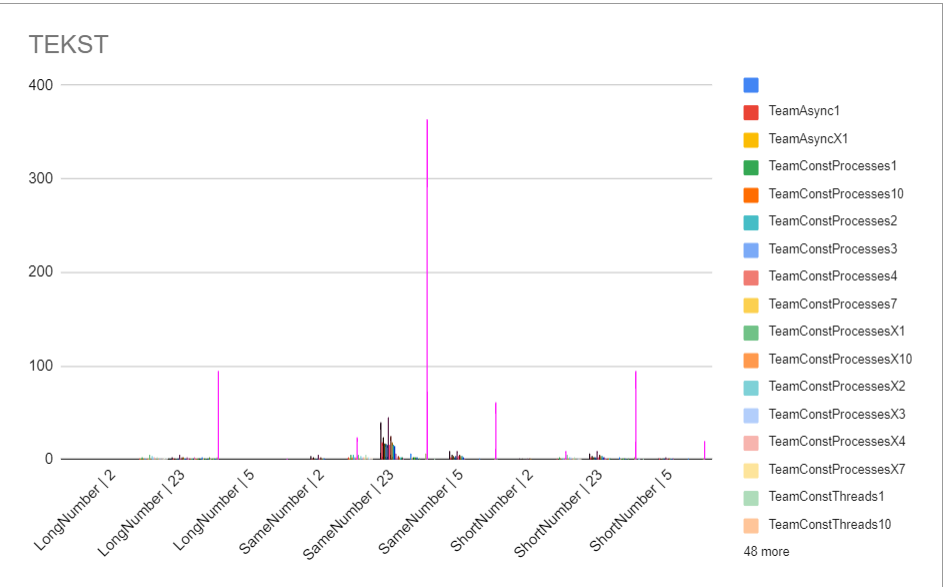 TEKST
400
300
200
100
0
LongNumber | 2
LongNumber | 23
LongNumber | 5
SameNumber | 2
SameNumber | 23
SameNumber | 5
ShortNumber | 2
ShortNumber | 23
ShortNumber | 5
TeamAsync1
TeamAsyncX1
TeamConstProcesses1
TeamConstProcesses10
TeamConstProcesses2
TeamConstProcesses3
TeamConstProcesses4
TeamConstProcesses7
TeamConstProcessesX1
TeamConstProcessesX10
TeamConstProcessesX2
TeamConstProcessesX3
TeamConstProcessesX4
TeamConstProcessesX7
TeamConstThreads1
TeamConstThreads10
48 more